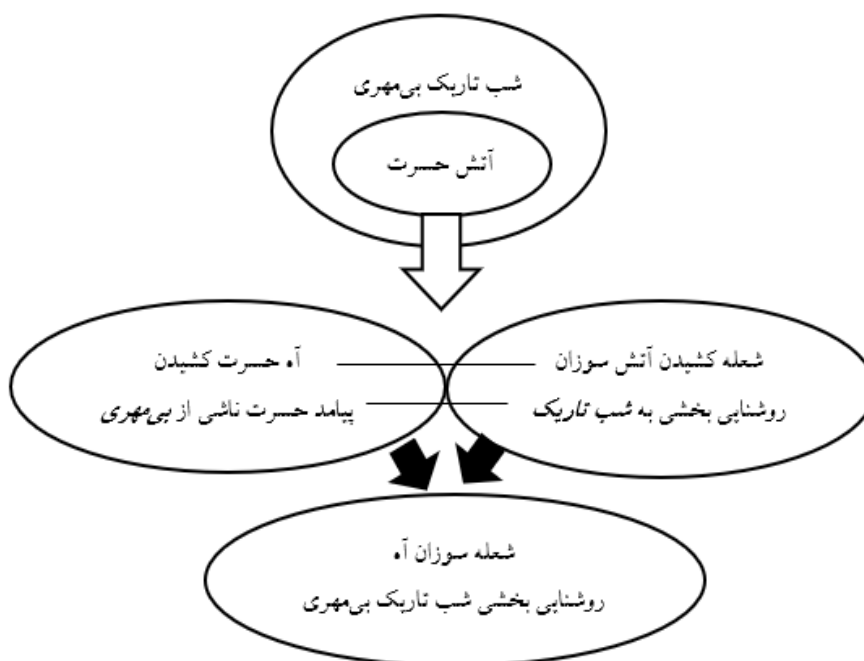 شب تاریک بی‌مهری
آتش حسرت
شعله کشیدن آتش سوزان
روشنایی بخشی به شب تاریک
آه حسرت کشیدن
پیامد حسرت ناشی از بی‌مهری
شعله سوزان آه
روشنایی بخشی شب تاریک بی‌مهری